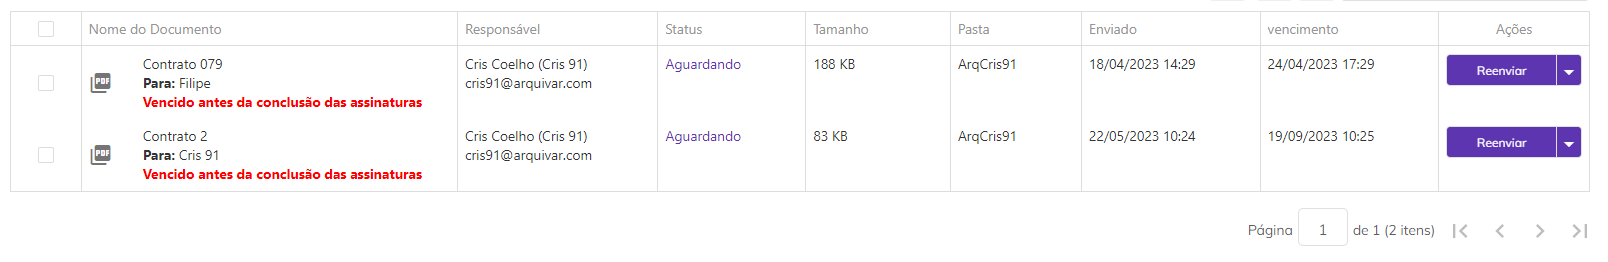 Nome do Documento Responsável Status Tamanho Pasta Enviado vencimento Ações
PDF
Contrato 079
Para: Filipe
Vencido antes da conclusão das assinaturas
Cris Coelho (Cris 91)
cris91@arquivar.com
Aguardando
188 KB
ArqCris91
18/04/2023 14:29
24/04/2023 17:29
Reenviar
PDF
Contrato 2
Para: Cris 91
Vencido antes da conclusão das assinaturas
Cris Coelho (Cris 91)
cris91@arquivar.com
Aguardando
83 KB
ArqCris91
22/05/2023 10:24
19/09/2023 10:25
Reenviar
Página 1 de 1 (2 itens)